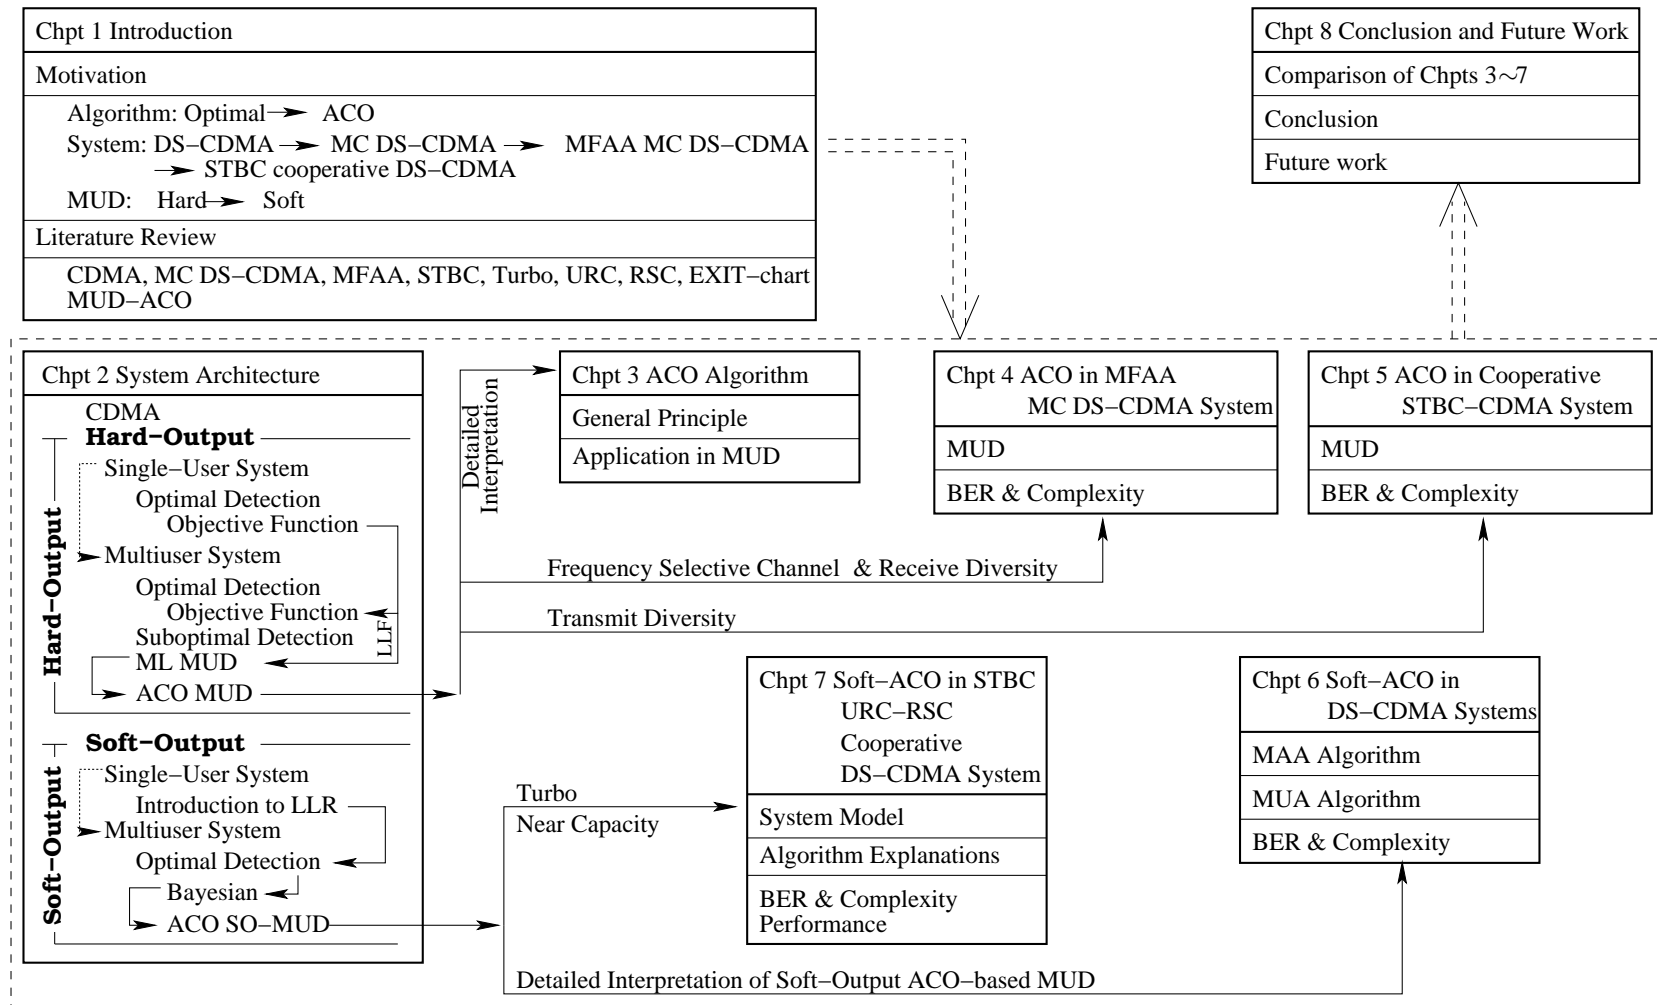 Chpt 1 Introduction
Motivation
Algorithm: Optimal ACO
System: DS−CDMA MC DS−CDMA MFAA MC DS−CDMA
STBC cooperative DS−CDMA
MUD: Hard Soft
Literature Review
CDMA, MC DS−CDMA, MFAA, STBC, Turbo, URC, RSC, EXIT−chart
MUD−ACO
Chpt 8 Conclusion and Future Work
Comparison of Chpts 3~7
Conclusion
Future work
Chpt 2 System Architecture
CDMA
Hard−Output
Hard−Output
Single−User System
Optimal Detection
Objective Function
Multiuser System
Optimal Detection
Objective Function
Suboptimal Detection
LLF
ML MUD
ACO MUD
Soft−Output
Soft−Output
Single−User System
Introduction to LLR
Multiuser System
Optimal Detection
Bayesian
ACO SO−MUD
Detailed
Interpretation
Chpt 3 ACO Algorithm
General Principle
Application in MUD
Chpt 4 ACO in MFAA
MC DS−CDMA System
MUD
BER & Complexity
Chpt 5 ACO in Cooperative
STBC−CDMA System
MUD
BER & Complexity
Frequency Selective Channel & Receive Diversity
Transmit Diversity
Turbo
Near Capacity
Chpt 7 Soft−ACO in STBC
URC−RSC
Cooperative
DS−CDMA System
System Model
Algorithm Explanations
BER & Complexity
Performance
Chpt 6 Soft−ACO in
DS−CDMA Systems
MAA Algorithm
MUA Algorithm
BER & Complexity
Detailed Interpretation of Soft−Output ACO−based MUD